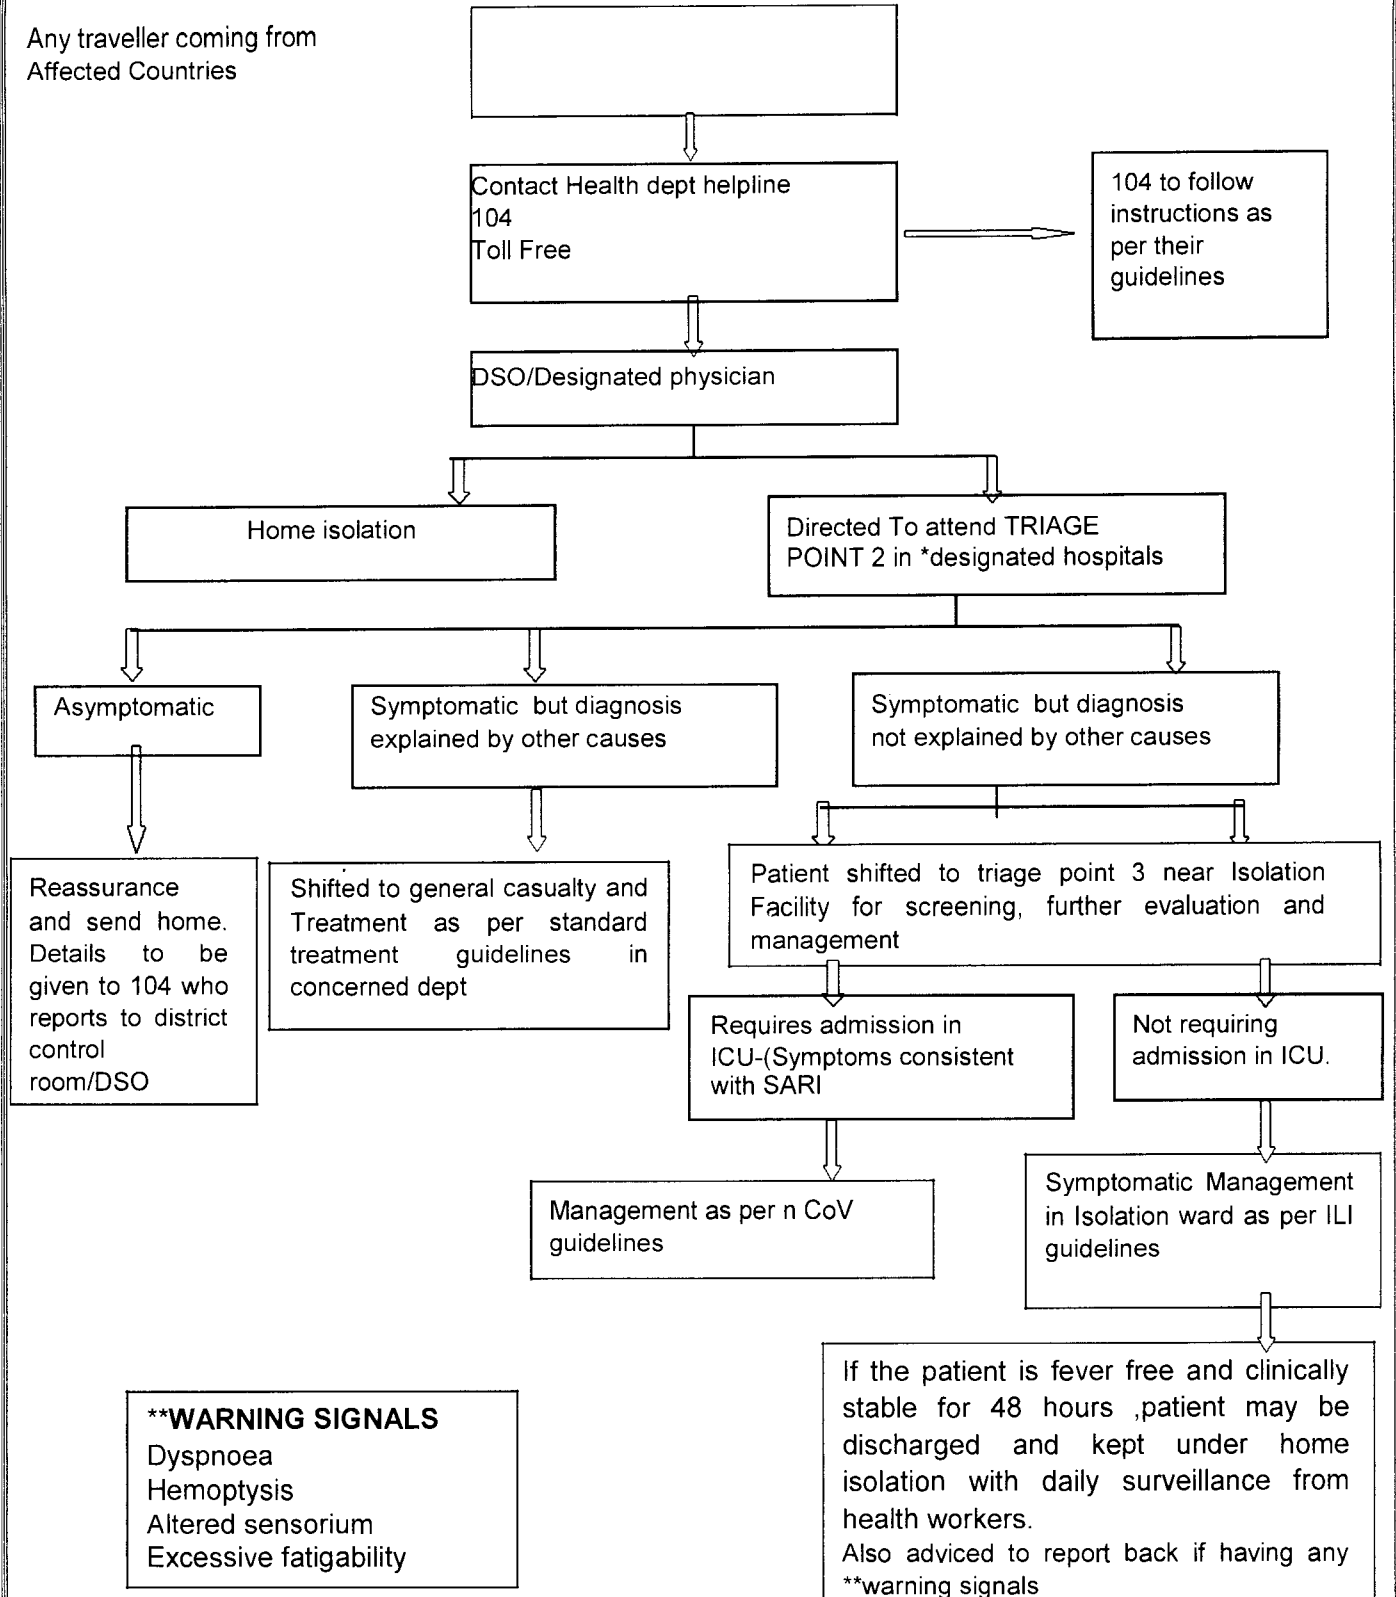 Any traveller coming from
Affected Countries
Contact Health dept helpline
104
Toll Free
104 to follow
instructions as
per their
guidelines
DSO/Designated physician
Home isolation
Directed To attend TRIAGE
POINT 2 in *designated hospitals
Asymptomatic
Symptomatic but diagnosis
explained by other causes
Symptomatic but diagnosis
not explained by other causes
Reassurance
and send home.
Details to be
given to 104 who
reports to district
control
room/DSO
Shifted to general casualty and
Treatment as per standard
treatment guidelines in
concerned dept
Patient shifted to triage point 3 near Isolation
Facility for screening, further evaluation and
management
Requires admission in
ICU-(Symptoms consistent
with SARI
Not requiring
admission in ICU.
Management as per n CoV
guidelines
Symptomatic Management
in Isolation ward as per ILI
guidelines
If the patient is fever free and clinically
stable for 48 hours ,patient may be
discharged and kept under home
isolation with daily surveillance from
health workers.
Also adviced to report back if having any
**warning signals
**WARNING SIGNALS
Dyspnoea
Hemoptysis
Altered sensorium
Excessive fatigability